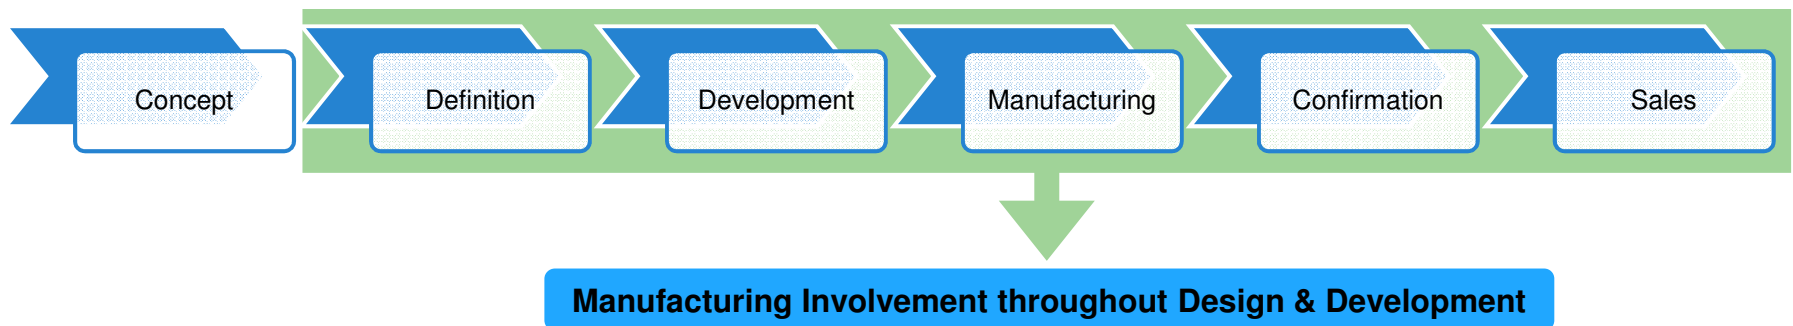 Concept
Definition
Development
Manufacturing
Confirmation
Sales
Manufacturing Involvement throughout Design & Development